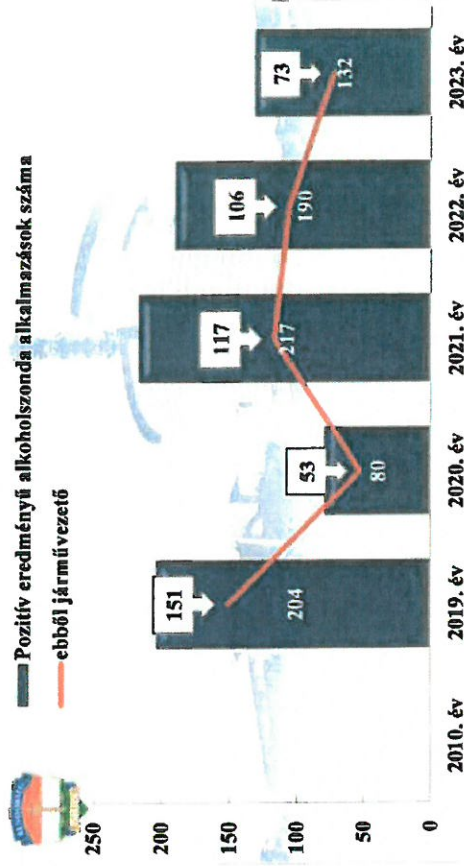 Pozitív eredményű alkoholszonda alkalmazások száma
ebből járművezető
250
200
150
100
50
0
151
204
53
80
117
217
106
190
73
132
2010. év
2019. év
2020. év
2021. év
2022. év
2023. év